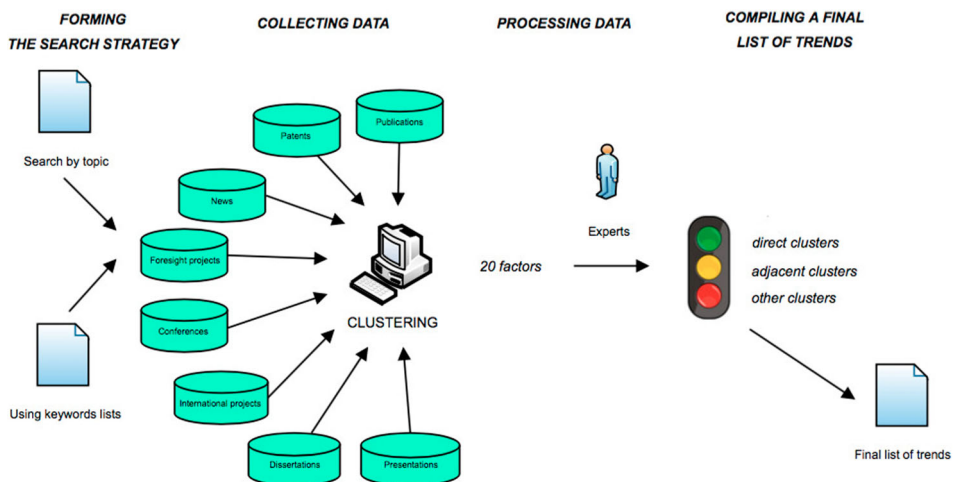 FORMING
THE SEARCH STRATEGY
COLLECTING DATA
PROCESSING DATA
COMPILING A FINAL
LIST OF TRENDS
Search by topic
Using keywords lists
Publications
Patents
News
Foresight projects
Conferences
International projects
Dissertations
Presentations
CLUSTERING
20 factors
Experts
direct clusters
adjacent clusters
other clusters
Final list of trends